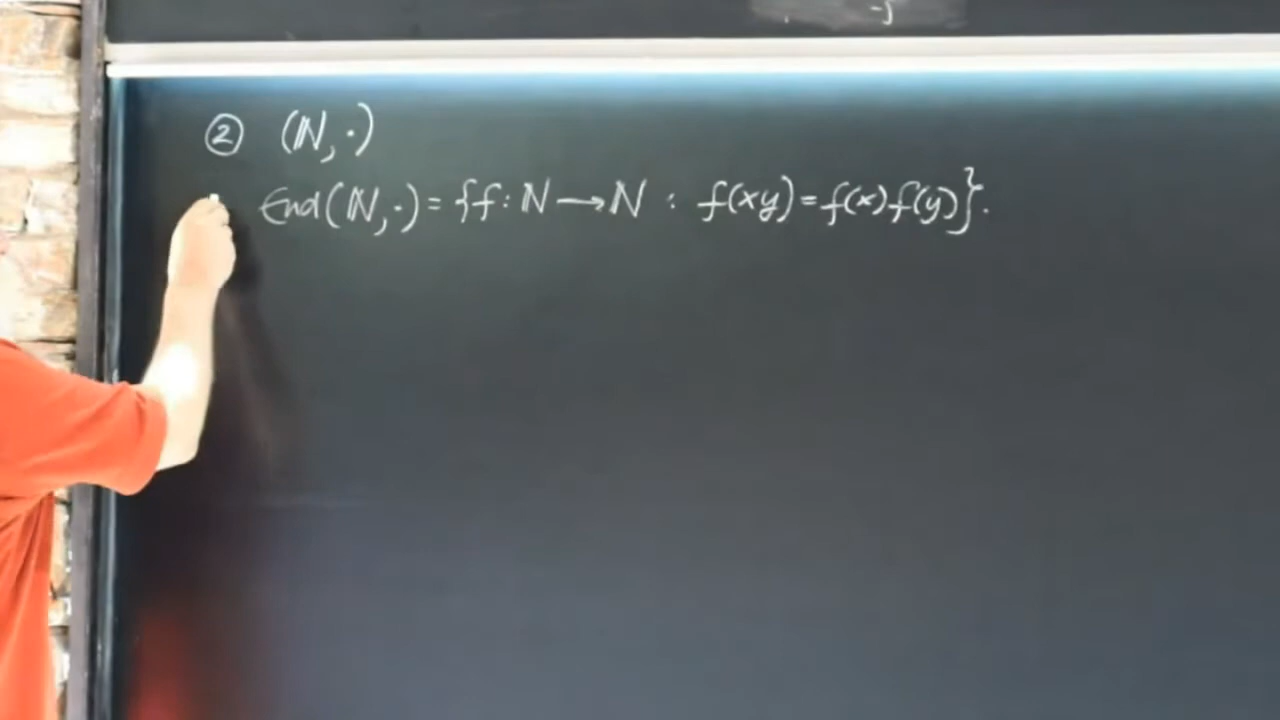 ② (ℕ, ·)
End(ℕ, ·) = {f : ℕ → ℕ : f(xy) = f(x) f(y)}.